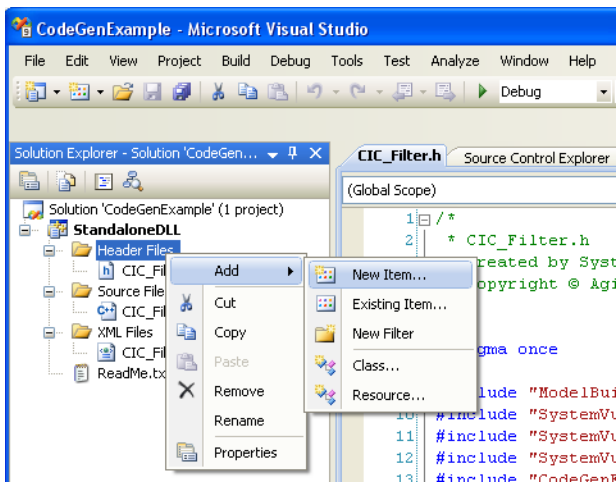 CodeGenExample - Microsoft Visual Studio
File Edit View Project Build Debug Tools Test Analyze Window Help
Debug
Solution Explorer - Solution 'CodeGen...
CIC_Filter.h Source Control Explorer
(Global Scope)
Solution 'CodeGenExample' (1 project)
StandaloneDLL
Header Files
CIC_Fil
Source File
CIC_Fil
XML Files
CIC_Fil
ReadMe.tx
Add
Cut
Copy
Paste
Remove
Rename
Properties
New Item...
Existing Item...
New Filter
Class...
Resource...
1 /*
2 * CIC_Filter.h
reated by Syst
opyright © Agi
gma once
lude "ModelBui
10 #include "SystemVu
11 #include "SystemVu
12 #include "SystemVu
13 #include "CodeGenF